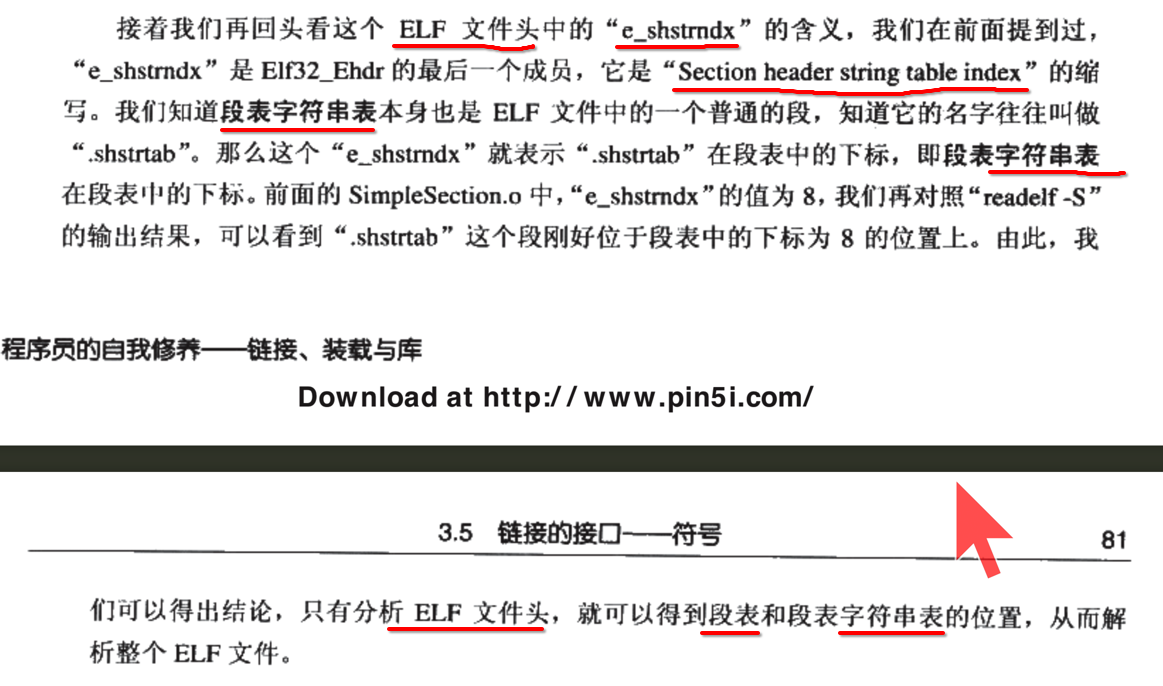 接着我们再回头看这个 ELF 文件头中的“e_shstrndx”的含义，我们在前面提到过，
“e_shstrndx”是 Elf32_Ehdr 的最后一个成员，它是“Section header string table index”的缩
写。我们知道段表字符串表本身也是 ELF 文件中的一个普通的段，知道它的名字往往叫做
“.shstrtab”。那么这个“e_shstrndx”就表示“.shstrtab”在段表中的下标，即段表字符串表
在段表中的下标。前面的 SimpleSection.o 中，“e_shstrndx”的值为 8，我们再对照“readelf -S”
的输出结果，可以看到“.shstrtab”这个段刚好位于段表中的下标为 8 的位置上。由此，我
程序员的自我修养——链接、装载与库
Download at http://www.pin5i.com/
3.5 链接的接口——符号 81
们可以得出结论，只有分析 ELF 文件头，就可以得到段表和段表字符串表的位置，从而解
析整个 ELF 文件。